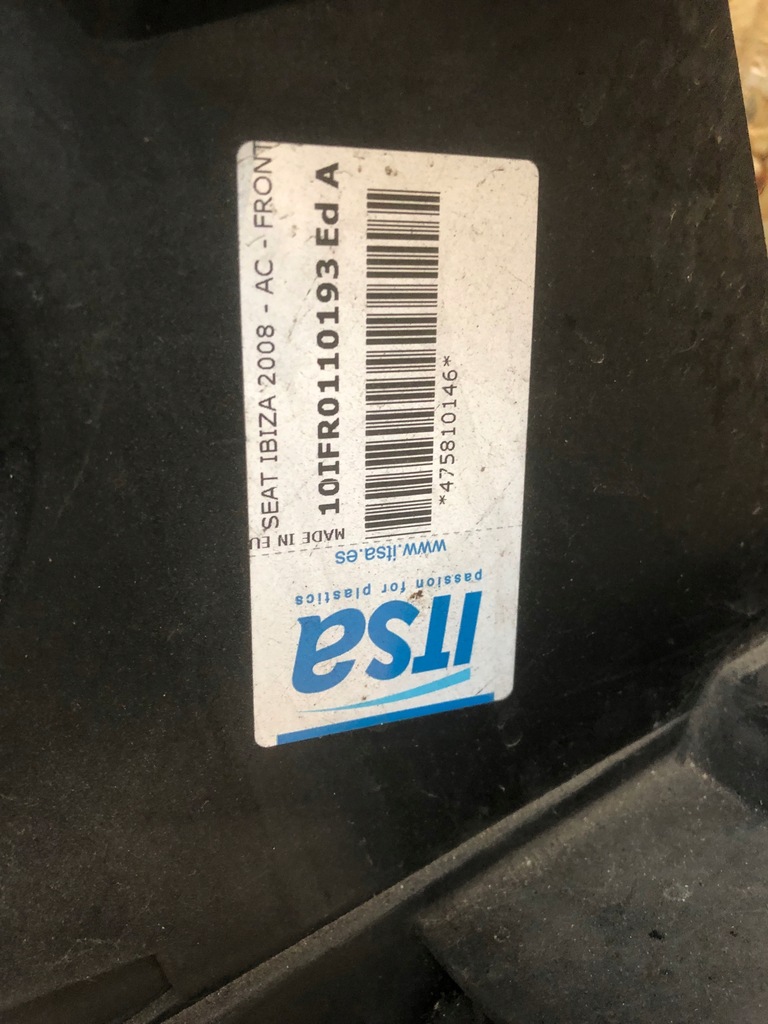 SEAT IBIZA 2008 - AC - FRONT
10IFR0110193 Ed A
*475810146*
MADE IN EU
www.itsa.es
passion for plastics
iTSa